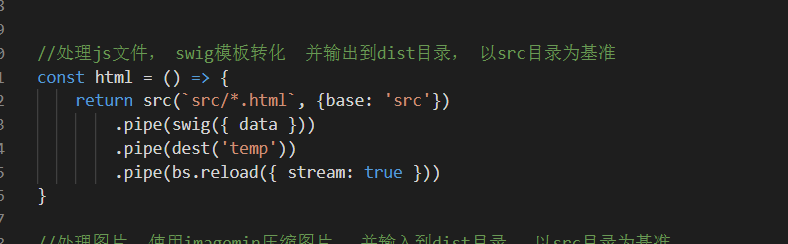 //处理js文件， swig模板转化  并输出到dist目录， 以src目录为基准
const html = () => {
    return src(`src/*.html`, {base: 'src'})
        .pipe(swig({ data }))
        .pipe(dest('temp'))
        .pipe(bs.reload({ stream: true }))
}
//处理图片，使用imagemin压缩图片， 并输入到dist目录， 以src目录为基准